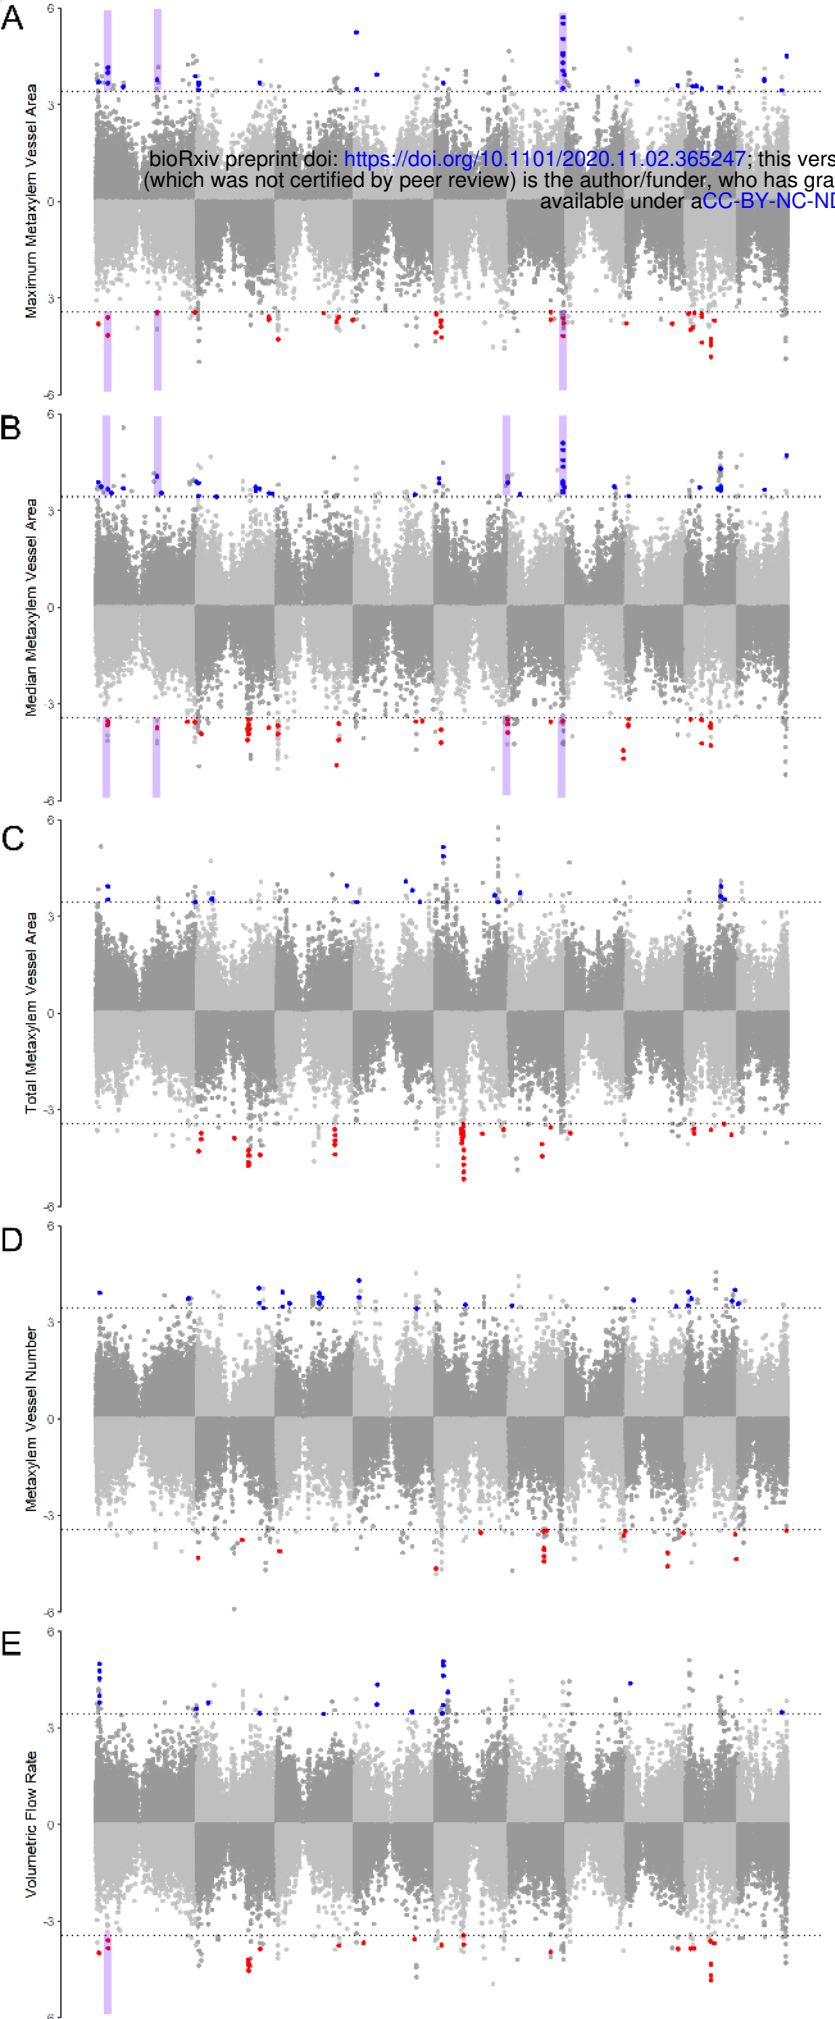 A
6
3
0
3
-6
Maximum Metaxylem Vessel Area
bioRxiv preprint doi: https://doi.org/10.1101/2020.11.02.365247; this vers
(which was not certified by peer review) is the author/funder, who has gra
available under aCC-BY-NC-ND
B
6
3
0
-3
-6
Median Metaxylem Vessel Area
C
6
3
0
-3
-6
Total Metaxylem Vessel Area
D
6
3
0
-3
-6
Metaxylem Vessel Number
E
6
3
0
-3
6
Volumetric Flow Rate